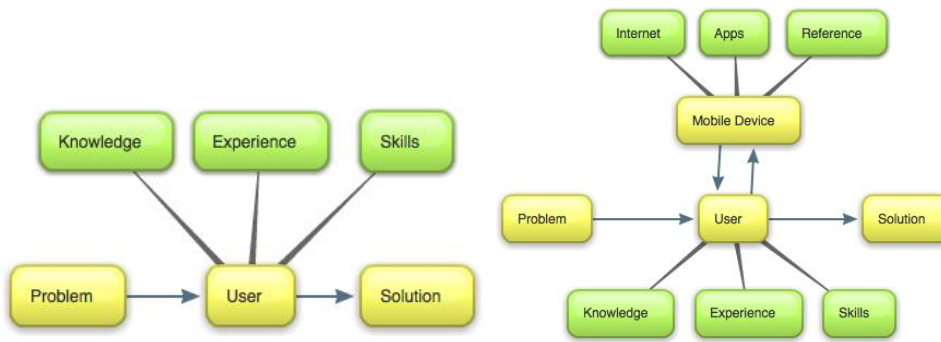 Knowledge
Experience
Skills
Problem
User
Solution
Internet
Apps
Reference
Mobile Device
Problem
User
Solution
Knowledge
Experience
Skills